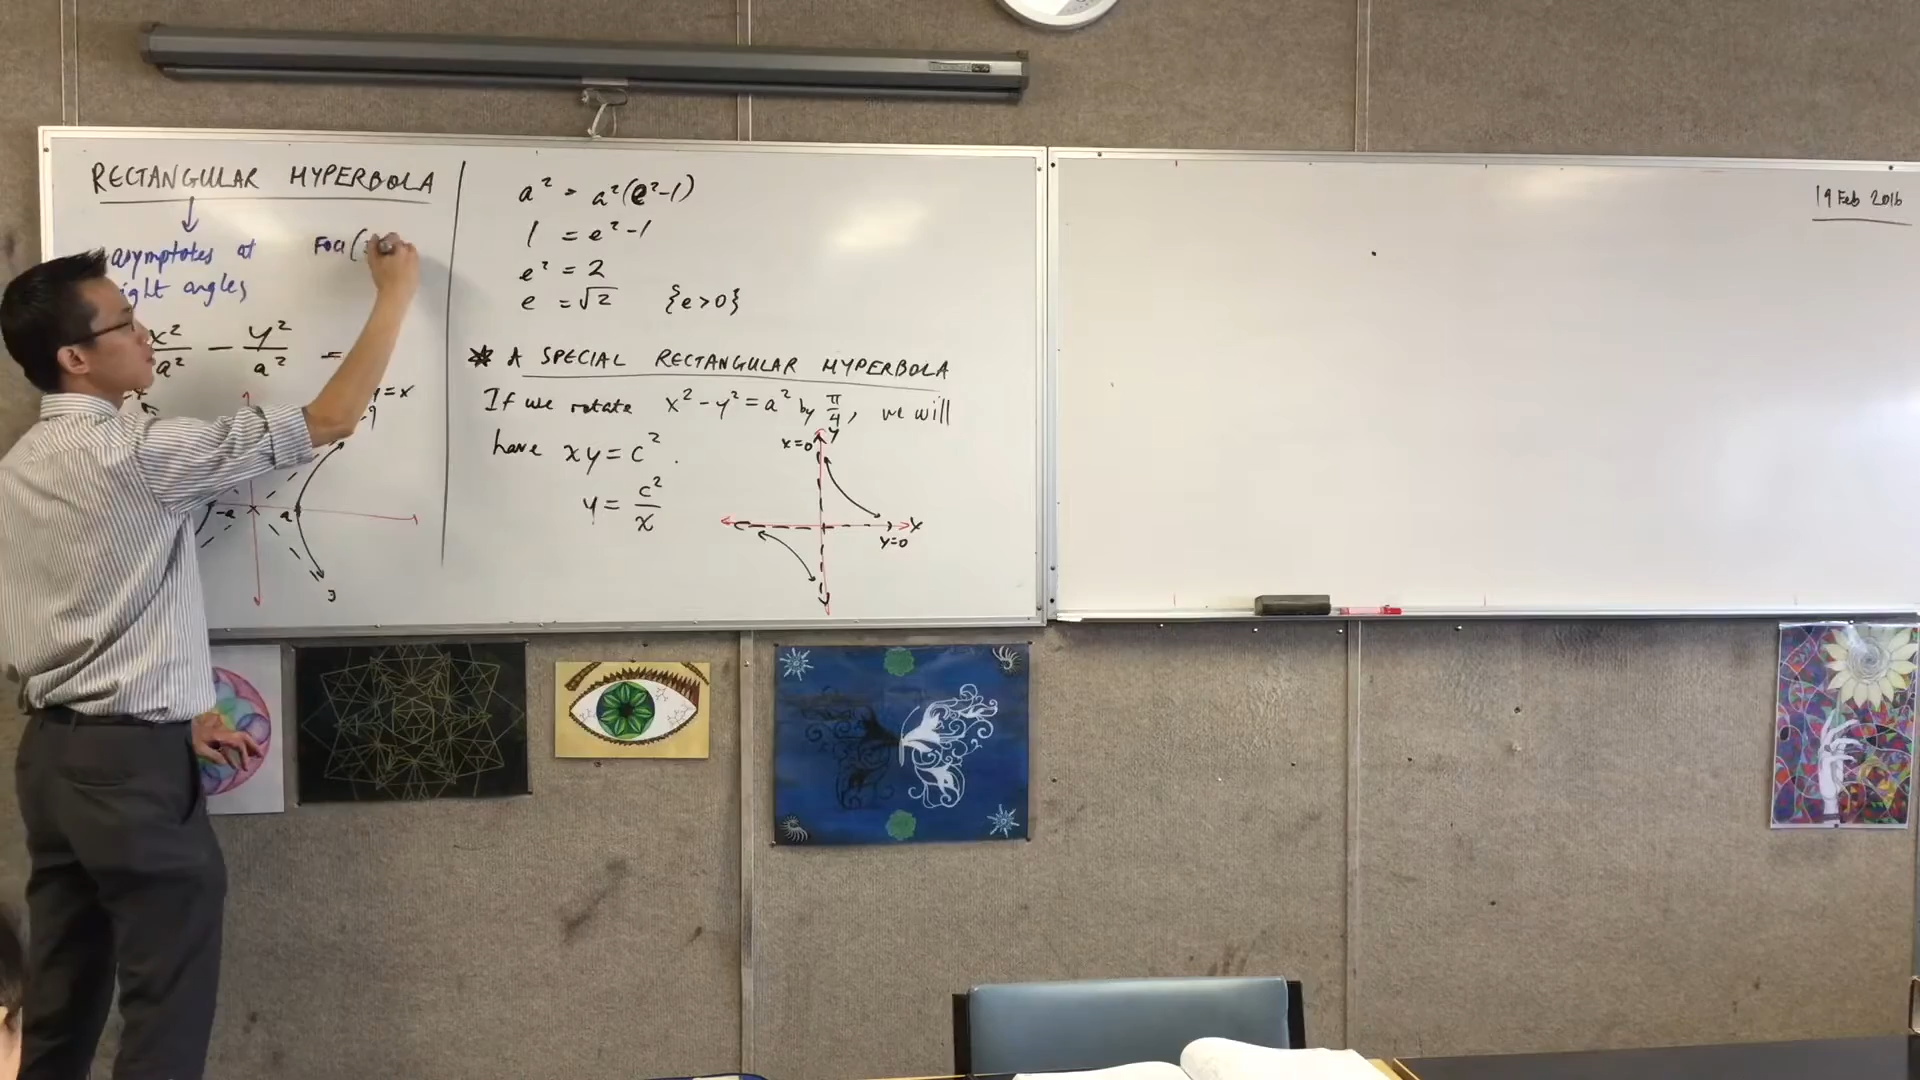 RECTANGULAR HYPERBOLA
asymptotes at
right angles
Foci (
x²/a² - y²/a² =
y=x
-a
a
a² = a²(e²-1)
1 = e²-1
e² = 2
e = √2 {e>0}
* A SPECIAL RECTANGULAR HYPERBOLA
If we rotate x²-y²=a² by π/4, we will
have xy=c².
y = c²/x
x=0
y
x
y=0
19 Feb 2016